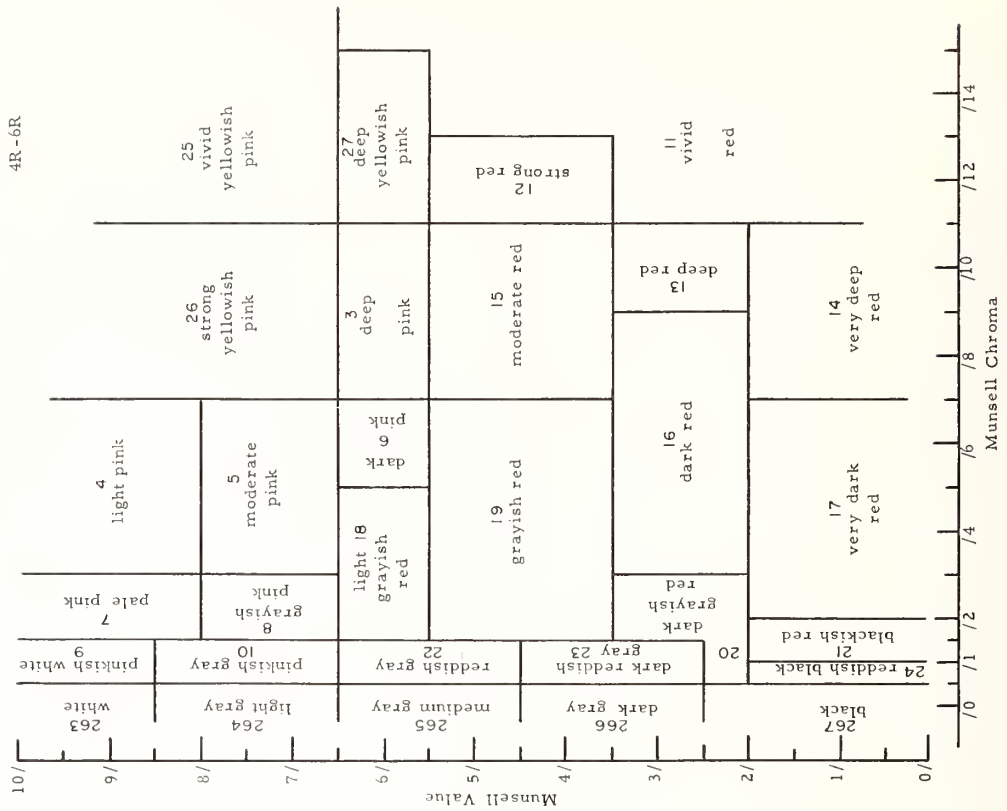 4R-6R
25
vivid
yellowish
pink
27
deep
yellowish
pink
12
strong red
11
vivid
red
26
strong
yellowish
pink
3
deep
pink
15
moderate red
13
deep red
14
very deep
red
4
light pink
5
moderate
pink
6
dark
pink
16
dark red
7
pale pink
8
grayish
pink
light 18
grayish
red
19
grayish red
20
dark
grayish
red
17
very dark
red
9
pinkish white
10
pinkish gray
22
reddish gray
dark reddish
gray 23
21
blackish red
24 reddish black
263
white
264
light gray
265
medium gray
266
dark gray
267
black
10/
9/
8/
7/
6/
5/
4/
3/
2/
1/
0/
Munsell Value
/0
/1
/2
/4
/6
/8
/10
/12
/14
Munsell Chroma